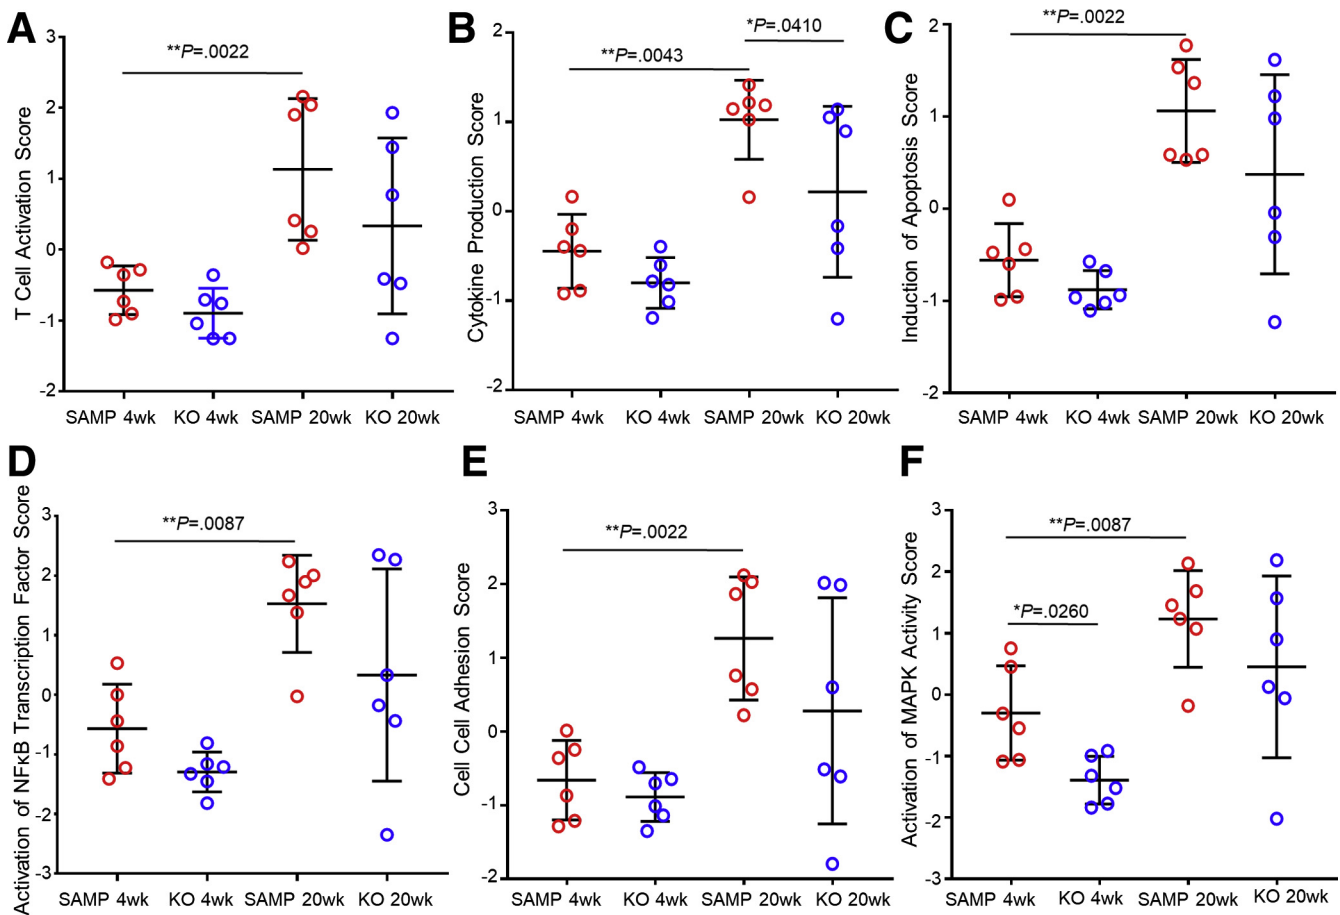 A
T Cell Activation Score
3
2
1
0
-1
-2
**P=.0022
SAMP 4wk
KO 4wk
SAMP 20wk
KO 20wk
B
Cytokine Production Score
2
1
0
-1
-2
**P=.0043
*P=.0410
SAMP 4wk
KO 4wk
SAMP 20wk
KO 20wk
C
Induction of Apoptosis Score
2
1
0
-1
-2
**P=.0022
SAMP 4wk
KO 4wk
SAMP 20wk
KO 20wk
D
Activation of NFκB Transcription Factor Score
3
2
1
0
-1
-2
-3
**P=.0087
SAMP 4wk
KO 4wk
SAMP 20wk
KO 20wk
E
Cell Cell Adhesion Score
3
2
1
0
-1
-2
**P=.0022
SAMP 4wk
KO 4wk
SAMP 20wk
KO 20wk
F
Activation of MAPK Activity Score
3
2
1
0
-1
-2
-3
**P=.0087
*P=.0260
SAMP 4wk
KO 4wk
SAMP 20wk
KO 20wk